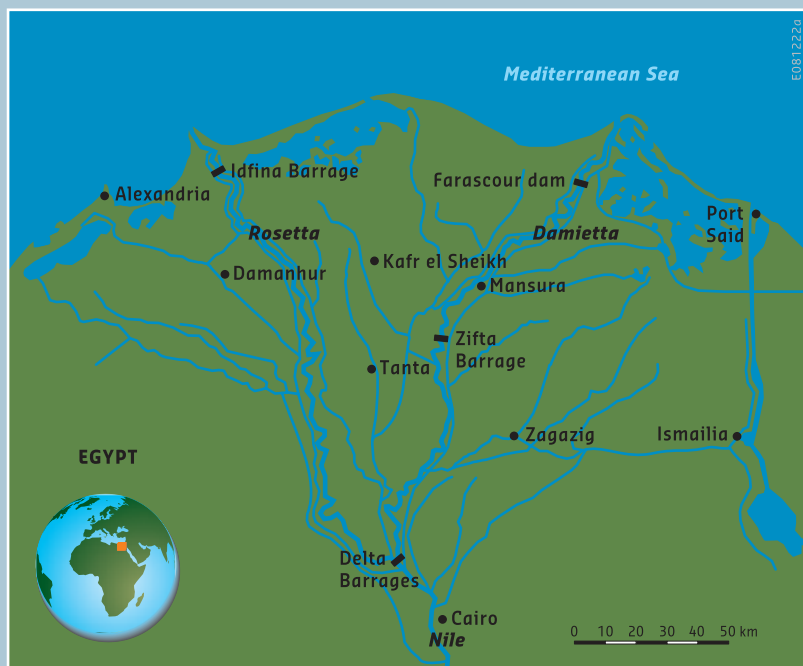 E081222a
Mediterranean Sea
Idfina Barrage
Farascour dam
Alexandria
Port
Said
Rosetta
Damietta
Kafr el Sheikh
Damanhur
Mansura
Zifta
Barrage
Tanta
Zagazig
Ismailia
EGYPT
Delta
Barrages
Cairo
Nile
0 10 20 30 40 50 km